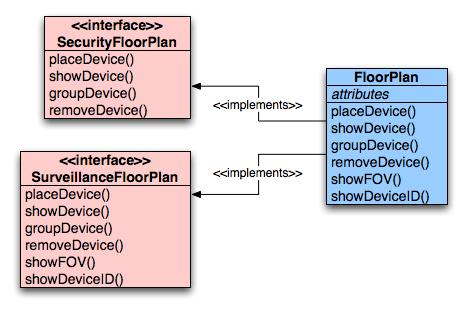 <<interface>>
SecurityFloorPlan
placeDevice()
showDevice()
groupDevice()
removeDevice()
<<implements>>
FloorPlan
attributes
placeDevice()
showDevice()
groupDevice()
removeDevice()
showFOV()
showDeviceID()
<<implements>>
<<interface>>
SurveillanceFloorPlan
placeDevice()
showDevice()
groupDevice()
removeDevice()
showFOV()
showDeviceID()